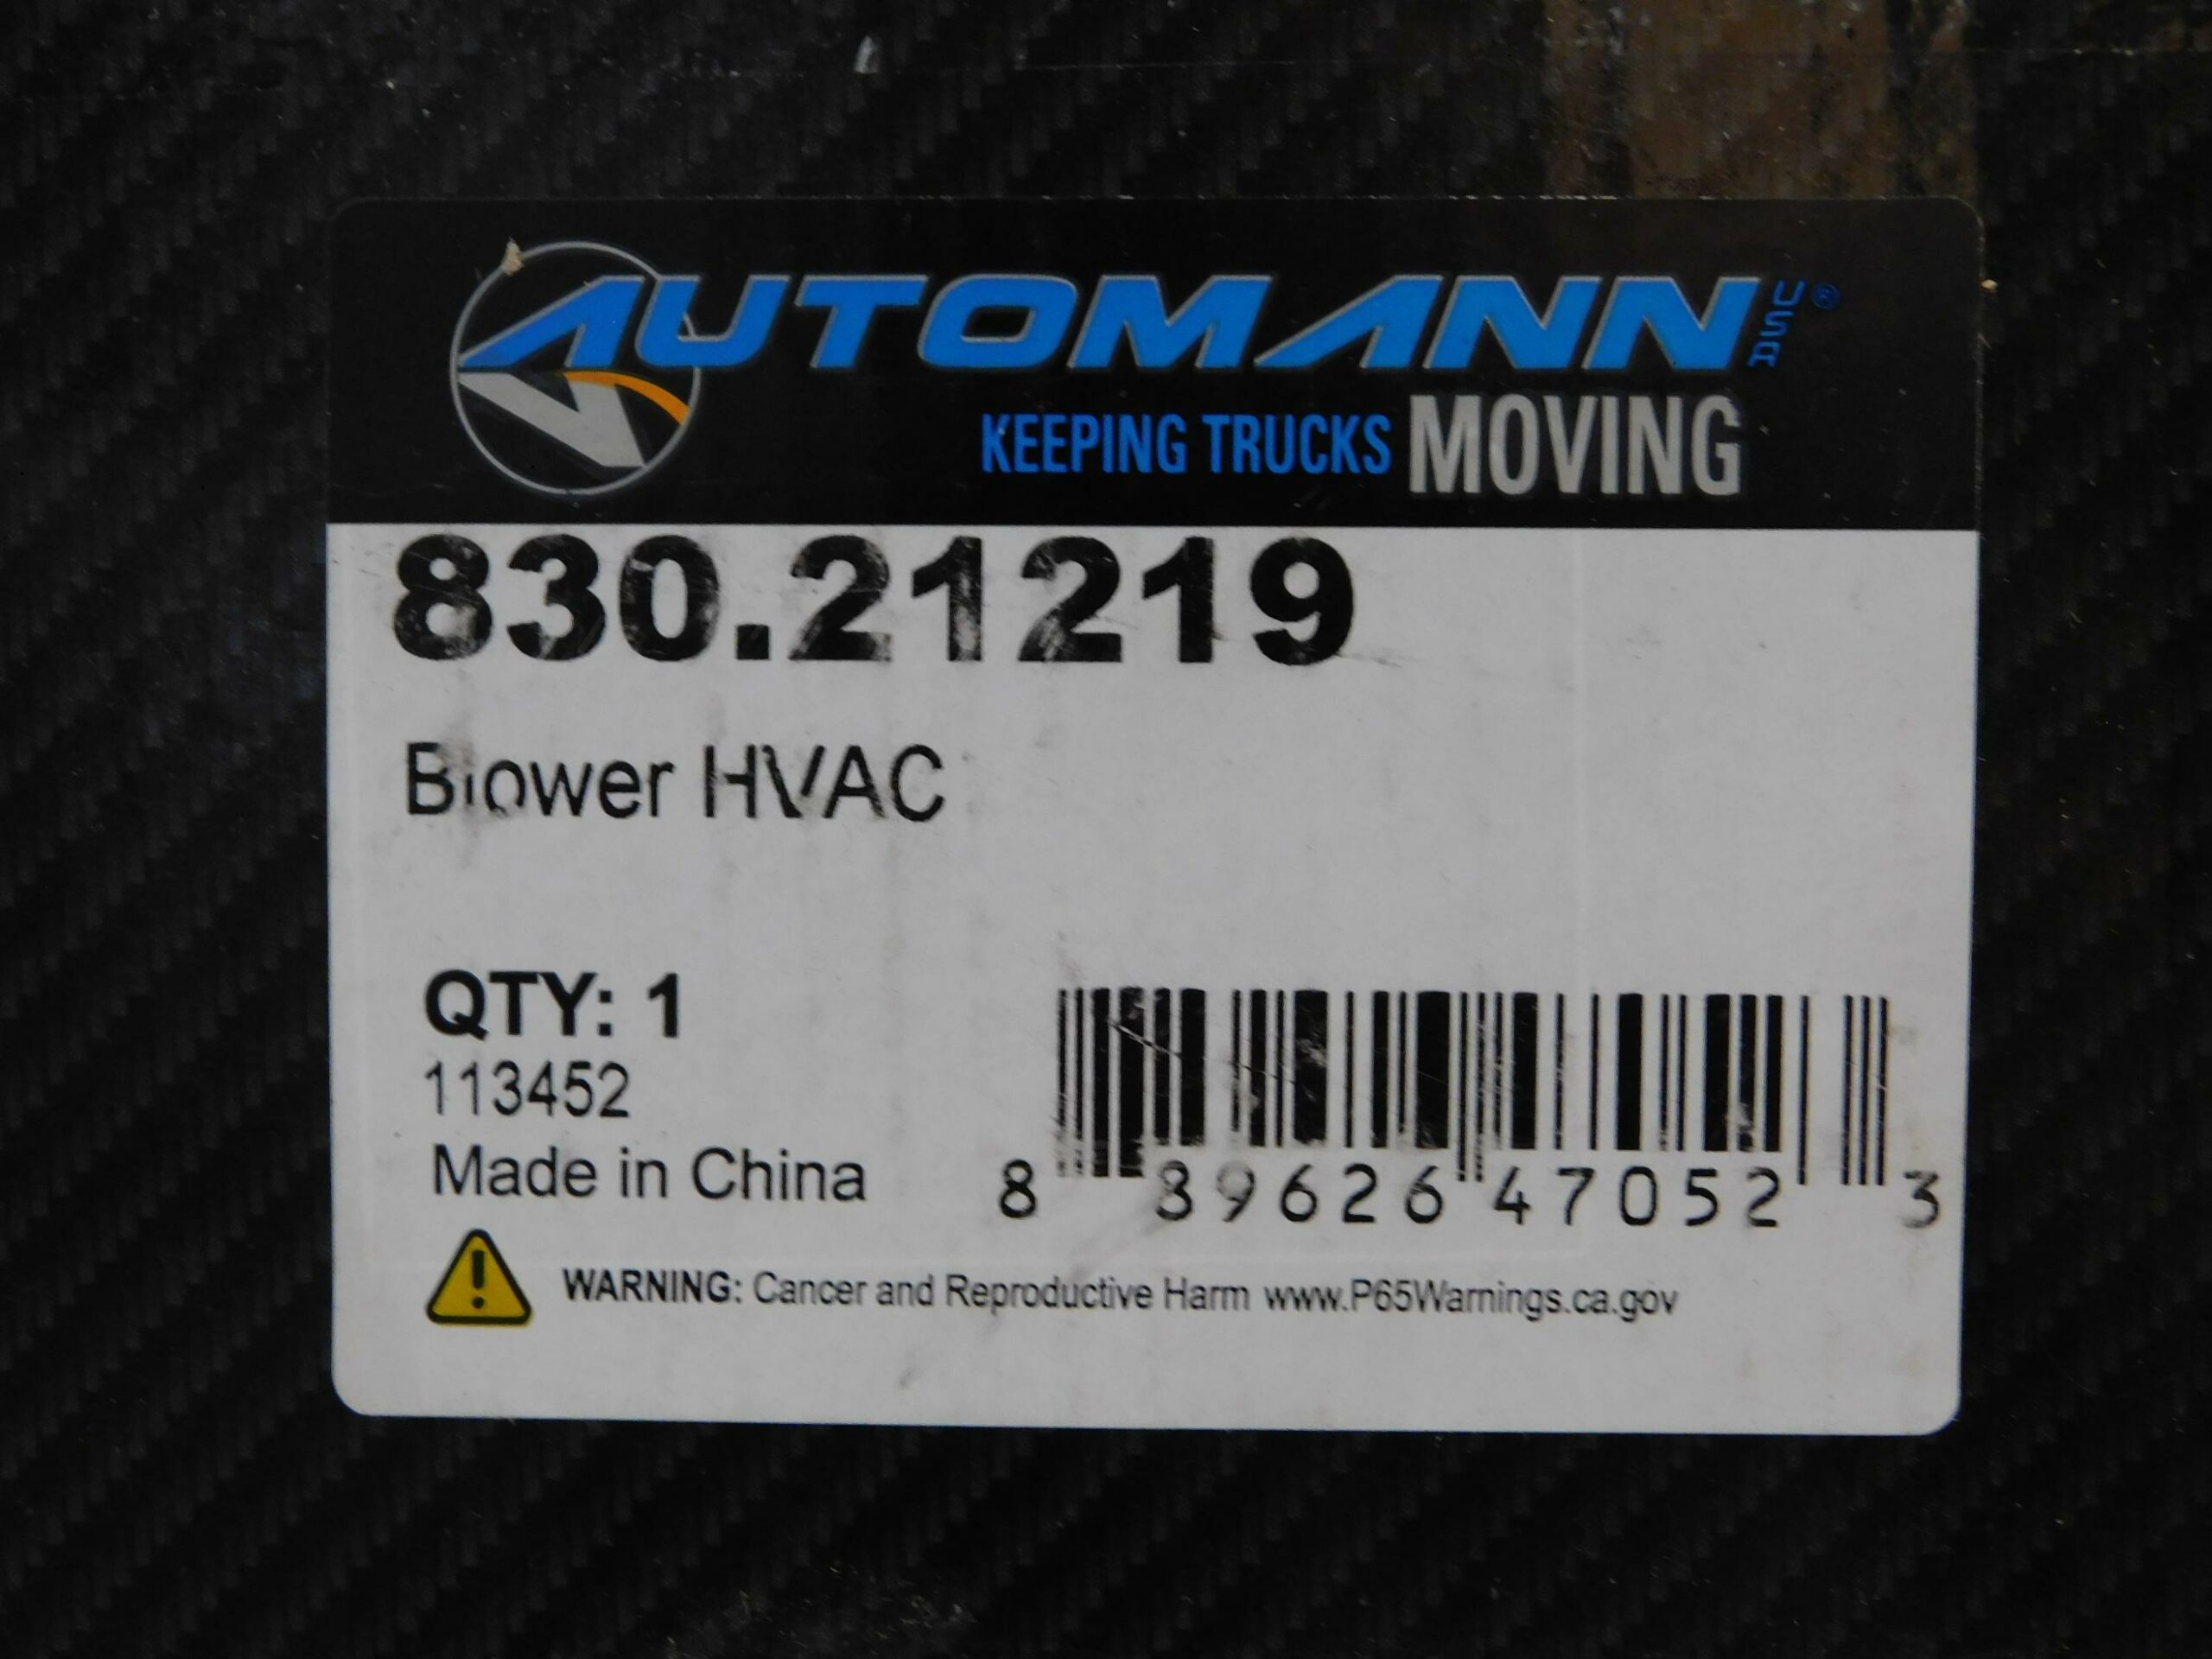 AUTOMANN USA®
KEEPING TRUCKS MOVING
830.21219
Blower HVAC
QTY: 1
113452
Made in China
8 89626 47052 3
WARNING: Cancer and Reproductive Harm www.P65Warnings.ca.gov